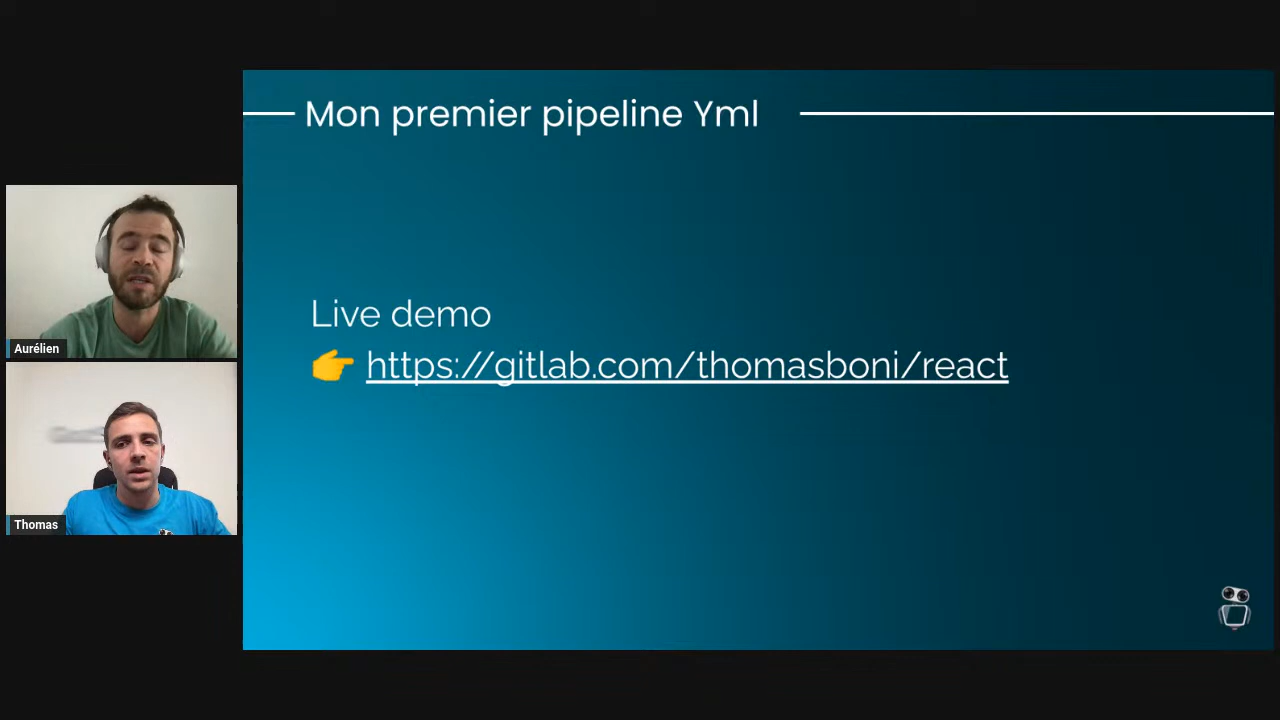 Mon premier pipeline Yml
Live demo
👉 https://gitlab.com/thomasboni/react
Aurélien
Thomas